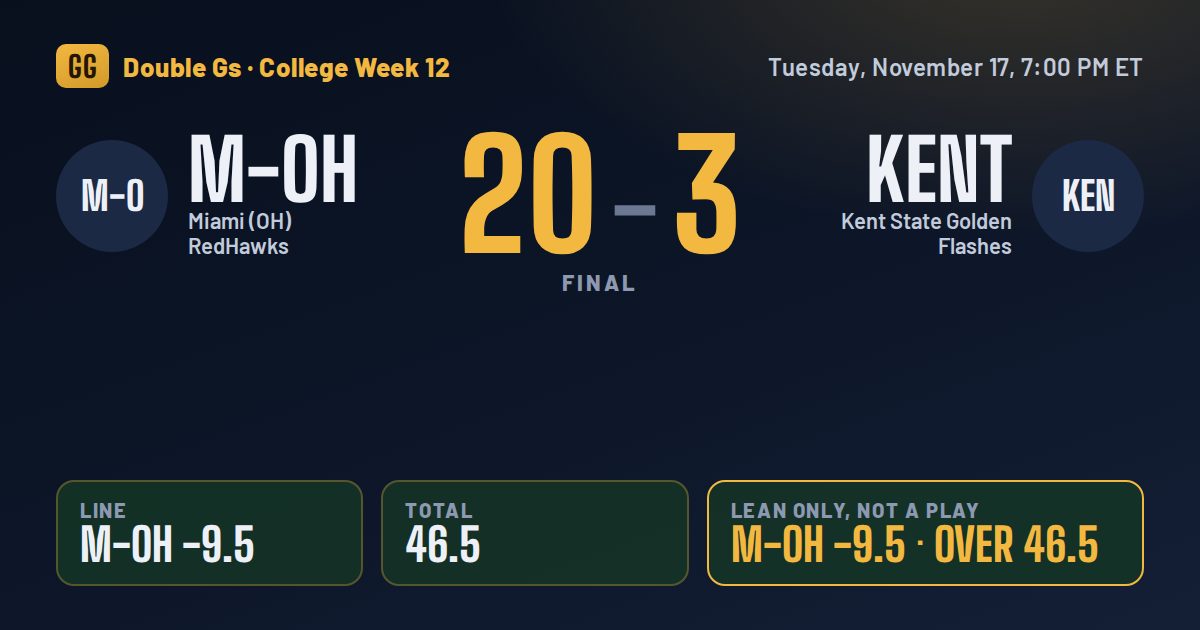 GG
Double Gs · College Week 12
Tuesday, November 17, 7:00 PM ET
M-O
M-OH
Miami (OH)
RedHawks
20 - 3
FINAL
KENT
Kent State Golden
Flashes
KEN
LINE
M-OH -9.5
TOTAL
46.5
LEAN ONLY, NOT A PLAY
M-OH -9.5 · OVER 46.5